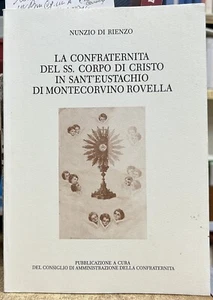 NUNZIO DI RIENZO
LA CONFRATERNITA
DEL SS. CORPO DI CRISTO
IN SANT'EUSTACHIO
DI MONTECORVINO ROVELLA
PUBBLICAZIONE A CURA
DEL CONSIGLIO DI AMMINISTRAZIONE DELLA CONFRATERNITA